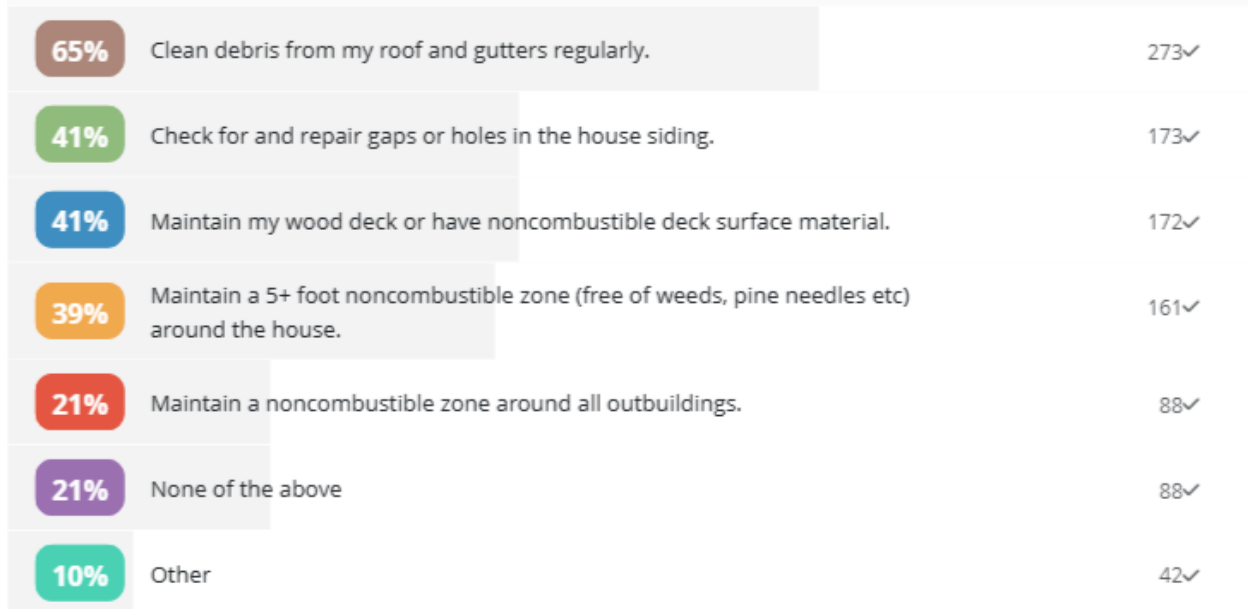 65% Clean debris from my roof and gutters regularly. 273✓
41% Check for and repair gaps or holes in the house siding. 173✓
41% Maintain my wood deck or have noncombustible deck surface material. 172✓
39% Maintain a 5+ foot noncombustible zone (free of weeds, pine needles etc) 161✓
around the house.
21% Maintain a noncombustible zone around all outbuildings. 88✓
21% None of the above 88✓
10% Other 42✓